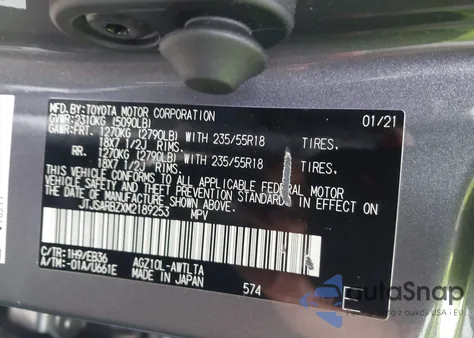 MFD.BY:TOYOTA MOTOR CORPORATION 01/21
GVWR:2310KG (5090LB)
GAWR:FRT. 1270KG (2790LB) WITH 235/55R18 TIRES.
18X7 1/2J RIMS.
RR. 1270KG (2790LB) WITH 235/55R18 TIRES.
18X7 1/2J RIMS.
THIS VEHICLE CONFORMS TO ALL APPLICABLE FEDERAL MOTOR
VEHICLE SAFETY STANDARDS IN EFFECT ON
THE DATE OF MANUFACTURE SHOWN ABOVE.
JTJSARBZXM2189253 MPV
C/TR:1H9/EB36 AGZ10L-AWTLTA
A/TM:-01A/U661E MADE IN JAPAN 574
autoSnap
USA - EU